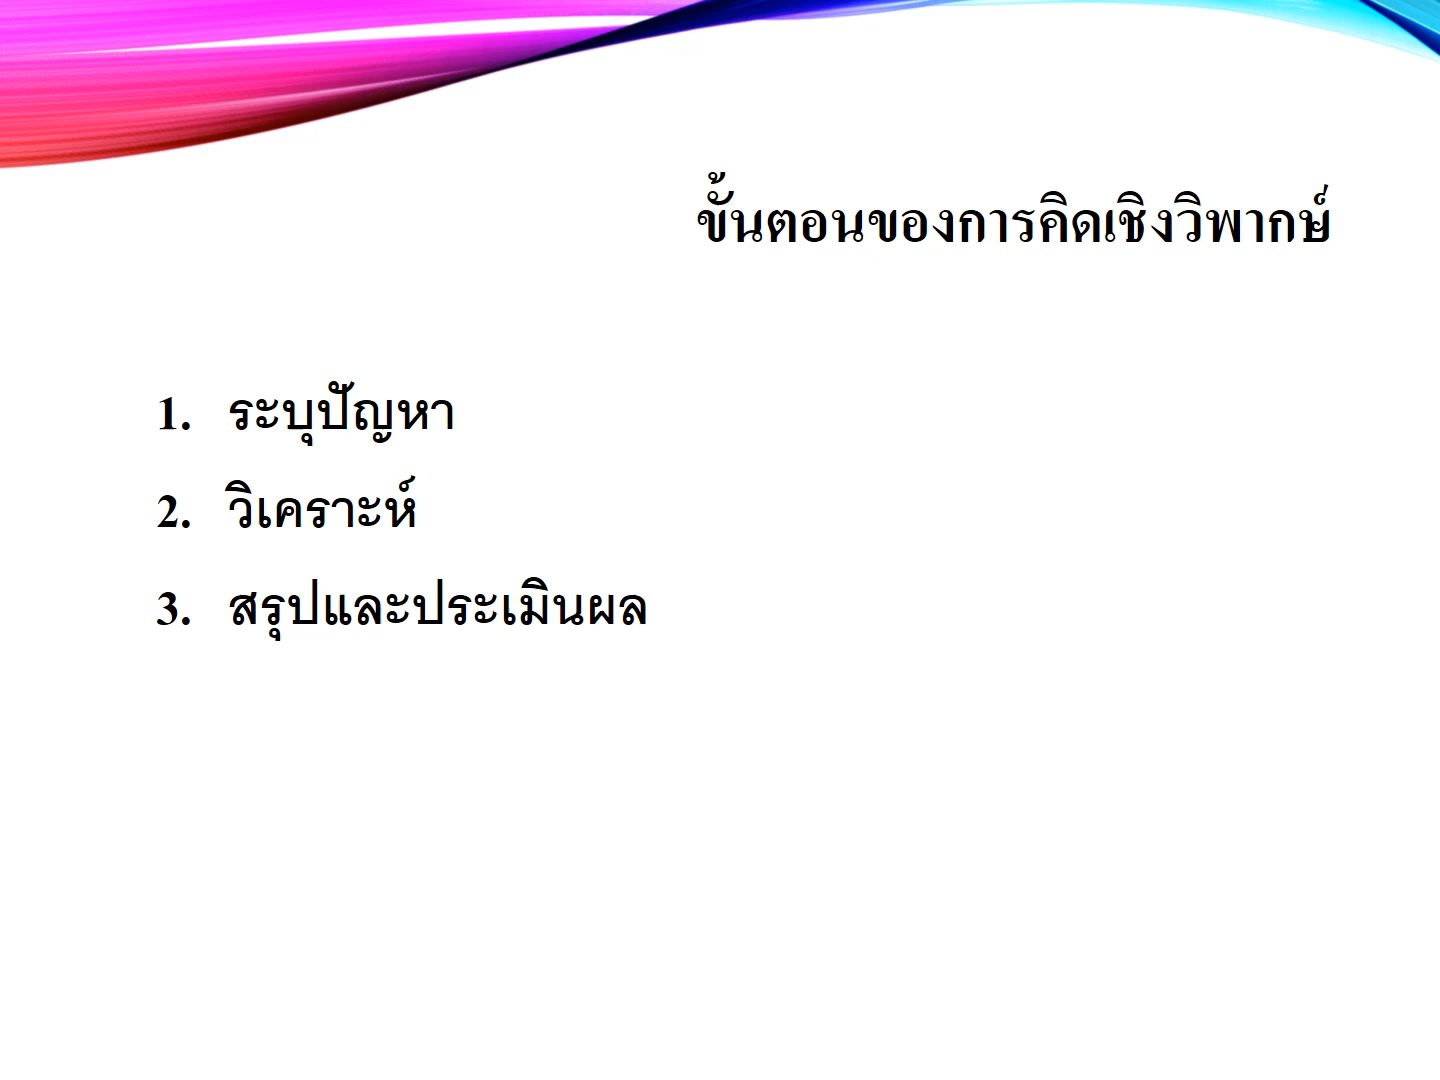 ขั้นตอนของการคิดเชิงวิพากษ์
1. ระบุปัญหา
2. วิเคราะห์
3. สรุปและประเมินผล